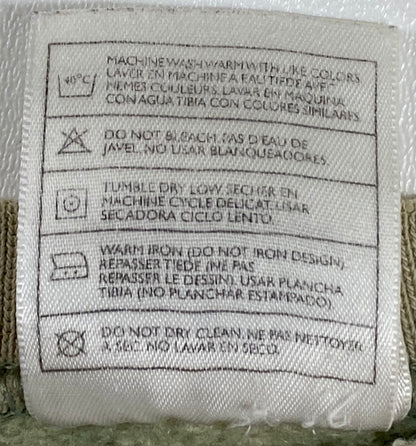 40°C
MACHINE WASH WARM WITH LIKE COLORS.
LAVER EN MACHINE A EAU TIEDE AVEC
MEMES COULEURS. LAVAR EN MAQUINA
CON AGUA TIBIA CON COLORES SIMILARES.
DO NOT BLEACH. PAS D'EAU DE
JAVEL. NO USAR BLANQUEADORES.
TUMBLE DRY LOW. SECHER EN
MACHINE CYCLE DELICAT. USAR
SECADORA CICLO LENTO.
WARM IRON (DO NOT IRON DESIGN).
REPASSER TIEDE (NE PAS
REPASSER LE DESSIN). USAR PLANCHA
TIBIA (NO PLANCHAR ESTAMPADO).
DO NOT DRY CLEAN. NE PAS NETTOYER
A SEC. NO LAVAR EN SECO.